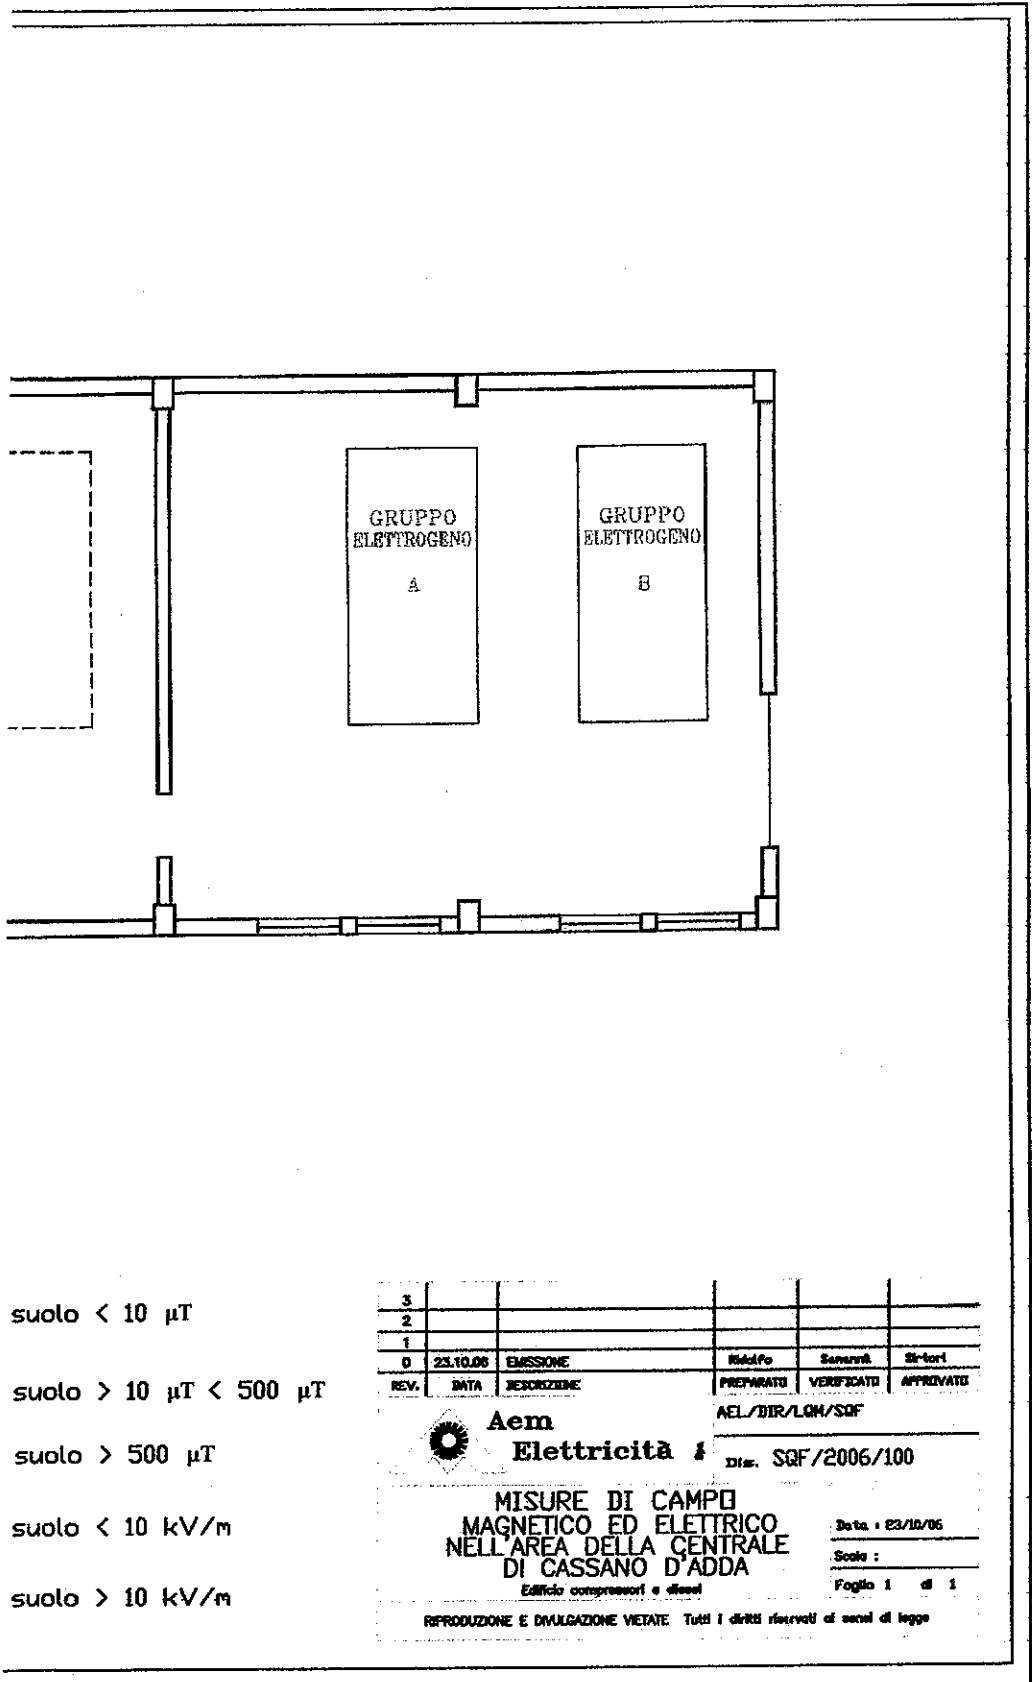 GRUPPO
ELETTROGENO
A
GRUPPO
ELETTROGENO
B
suolo < 10 µT
suolo > 10 µT < 500 µT
suolo > 500 µT
suolo < 10 kV/m
suolo > 10 kV/m
3
2
1
0 23.10.06 EMISSIONE Ridolfo Sirtori
REV. DATA DESCRIZIONE PREPARATO VERIFICATO APPROVATO
Aem
Elettricità
AEL/DIR/LQM/SQF
Dis. SQF/2006/100
MISURE DI CAMPO
MAGNETICO ED ELETTRICO
NELL'AREA DELLA CENTRALE
DI CASSANO D'ADDA
Edificio compressori e diesel
Data : 23/10/06
Scala :
Foglio 1 di 1
RIPRODUZIONE E DIVULGAZIONE VIETATE Tutti i diritti riservati ai sensi di legge